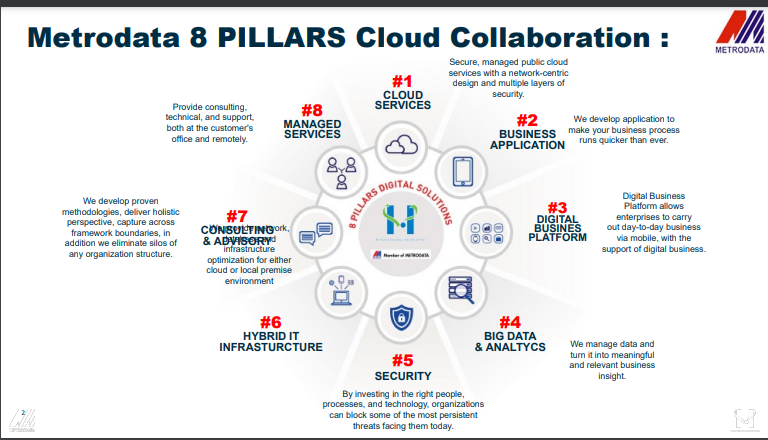 Metrodata 8 PILLARS Cloud Collaboration :
METRODATA
#1
CLOUD
SERVICES
Secure, managed public cloud
services with a network-centric
design and multiple layers of
security.
#2
BUSINESS
APPLICATION
We develop application to
make your business process
runs quicker than ever.
#3
DIGITAL
BUSINES
PLATFORM
Digital Business
Platform allows
enterprises to carry
out day-to-day business
via mobile, with the
support of digital business.
#4
BIG DATA
& ANALYTCS
We manage data and
turn it into meaningful
and relevant business
insight.
#5
SECURITY
By investing in the right people,
processes, and technology, organizations
can block some of the most persistent
threats facing them today.
#6
HYBRID IT
INFRASTURCTURE
We provide network,
infrastructure
optimization for either
cloud or local premise
environment
#7
CONSULTING
& ADVISORY
We develop proven
methodologies, deliver holistic
perspective, capture across
framework boundaries, in
addition we eliminate silos of
any organization structure.
#8
MANAGED
SERVICES
Provide consulting,
technical, and support,
both at the customer's
office and remotely.
8 PILLARS DIGITAL SOLUTIONS
Member of METRODATA
2